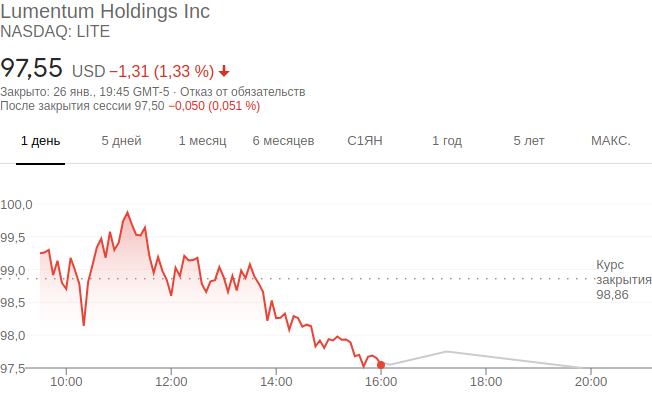 Lumentum Holdings Inc
NASDAQ: LITE
97,55 USD −1,31 (1,33 %)
Закрыто: 26 янв., 19:45 GMT-5 · Отказ от обязательств
После закрытия сессии 97,50 −0,050 (0,051 %)
1 день 5 дней 1 месяц 6 месяцев С1ЯН 1 год 5 лет МАКС.
100,0
99,5
99,0
98,5
98,0
97,5
Курс
закрытия
98,86
10:00 12:00 14:00 16:00 18:00 20:00